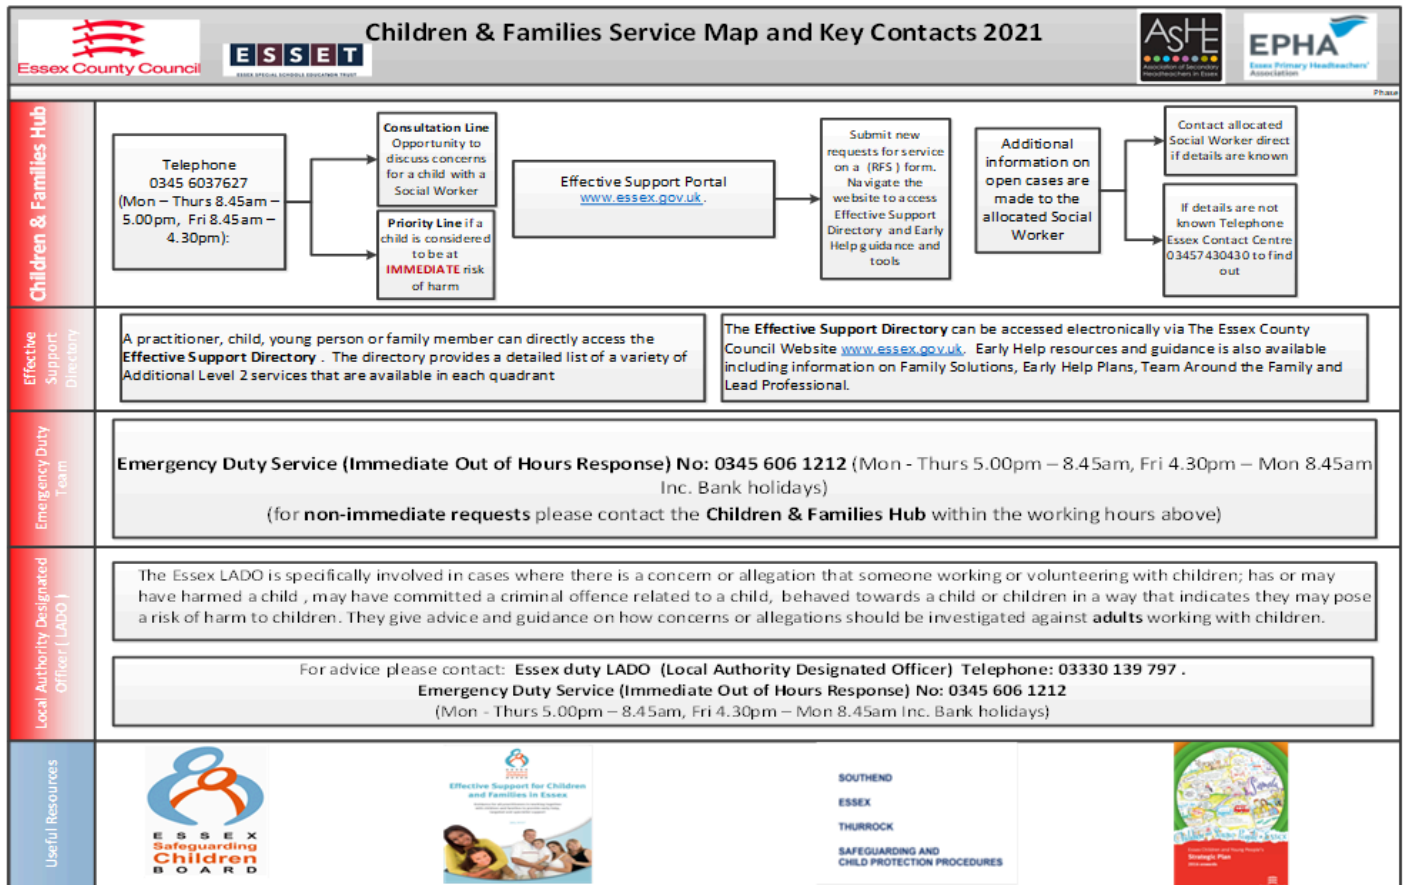 Children & Families Service Map and Key Contacts 2021
Essex County Council
ESSET
ESSEX SPECIAL SCHOOLS EDUCATION TRUST
ASHE
Association of Secondary
Headteachers in Essex
EPHA
Essex Primary Headteachers'
Association
Phase
Children & Families Hub
Telephone
0345 6037627
(Mon – Thurs 8.45am –
5.00pm,  Fri 8.45am –
4.30pm):
Consultation Line
Opportunity to
discuss concerns
for a child with a
Social Worker
Priority Line if a
child is considered
to be at
IMMEDIATE risk
of harm
Effective Support Portal
www.essex.gov.uk .
Submit new
requests for service
on a  (RFS ) form.
Navigate the
website to access
Effective Support
Directory  and Early
Help guidance and
tools
Additional
information on
open cases are
made to the
allocated Social
Worker
Contact allocated
Social Worker direct
if details are known
If details are not
known Telephone
Essex Contact Centre
03457430430 to find
out
Effective
Support
Directory
A practitioner, child, young person or family member can directly access the
Effective Support Directory .  The directory provides a detailed list of a variety of
Additional Level 2 services that are available in each quadrant
The Effective Support Directory can be accessed electronically via The Essex County
Council Website www.essex.gov.uk.  Early Help resources and guidance is also available
including information on Family Solutions, Early Help Plans, Team Around the Family and
Lead Professional.
Emergency Duty
Team
Emergency Duty Service (Immediate Out of Hours Response) No: 0345 606 1212 (Mon - Thurs 5.00pm – 8.45am, Fri 4.30pm – Mon 8.45am
Inc. Bank holidays)
(for non-immediate requests please contact the Children & Families Hub within the working hours above)
Local Authority Designated
Officer ( LADO )
The Essex LADO is specifically involved in cases where there is a concern or allegation that someone working or volunteering with children; has or may
have harmed a child , may have committed a criminal offence related to a child,  behaved towards a child or children in a way that indicates they may pose
a risk of harm to children. They give advice and guidance on how concerns or allegations should be investigated against adults working with children.
For advice please contact:  Essex duty LADO  (Local Authority Designated Officer)  Telephone: 03330 139 797 .
Emergency Duty Service (Immediate Out of Hours Response) No: 0345 606 1212
(Mon - Thurs 5.00pm – 8.45am, Fri 4.30pm – Mon 8.45am Inc. Bank holidays)
Useful Resources
ESSEX
Safeguarding
Children
BOARD
Effective Support for Children
and Families in Essex
SOUTHEND
ESSEX
THURROCK
SAFEGUARDING AND
CHILD PROTECTION PROCEDURES
Essex Children and Young People's
Strategic Plan